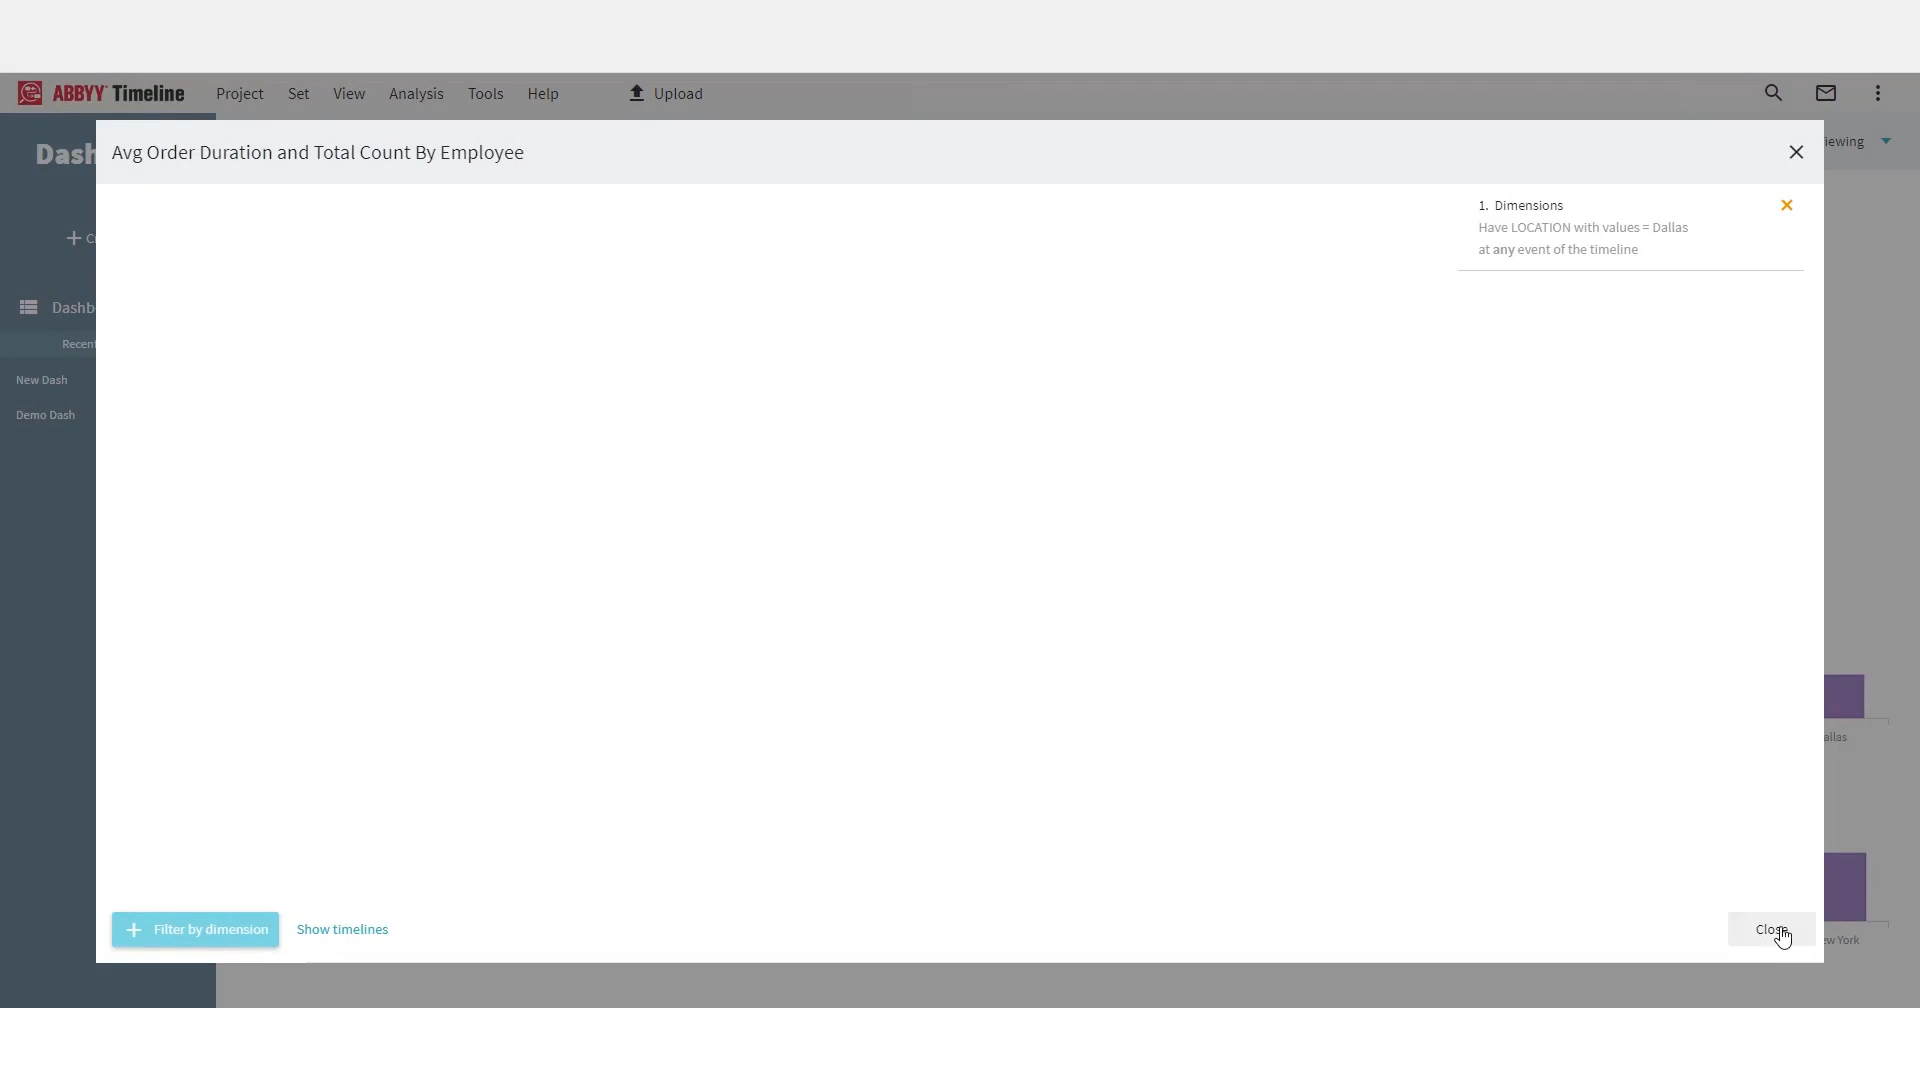 ABBYY Timeline Project Set View Analysis Tools Help Upload
Dash
Avg Order Duration and Total Count By Employee
iewing
1. Dimensions
Have LOCATION with values = Dallas
at any event of the timeline
Dashb
Recent
New Dash
Demo Dash
allas
Filter by dimension Show timelines
Close
ew York